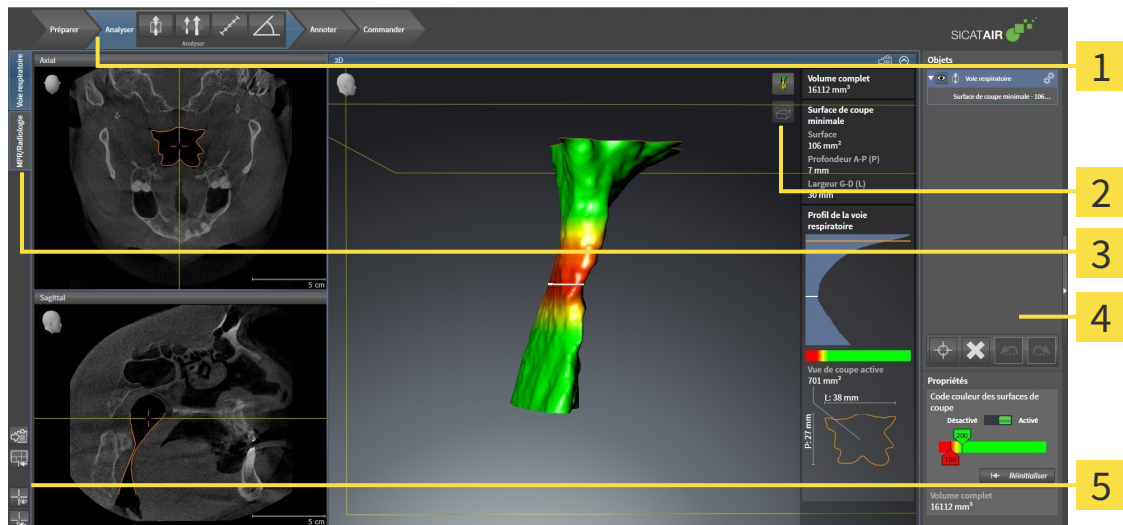 Préparer
Analyser
Analyser
Annoter
Commander
SICATAIR
1
Voie respiratoire
MPR/Radiologie
Axial
5 cm
Sagittal
5 cm
3D
Volume complet
16112 mm³
Surface de coupe
minimale
Surface
106 mm²
Profondeur A-P (P)
7 mm
Largeur G-D (L)
30 mm
Profil de la voie
respiratoire
Vue de coupe active
701 mm²
L: 38 mm
P: 27 mm
Objets
Voie respiratoire
Surface de coupe minimale - 106...
2
3
4
Propriétés
Code couleur des surfaces de
coupe
Désactivé
Activé
200
100
Réinitialiser
Volume complet
16112 mm³
5